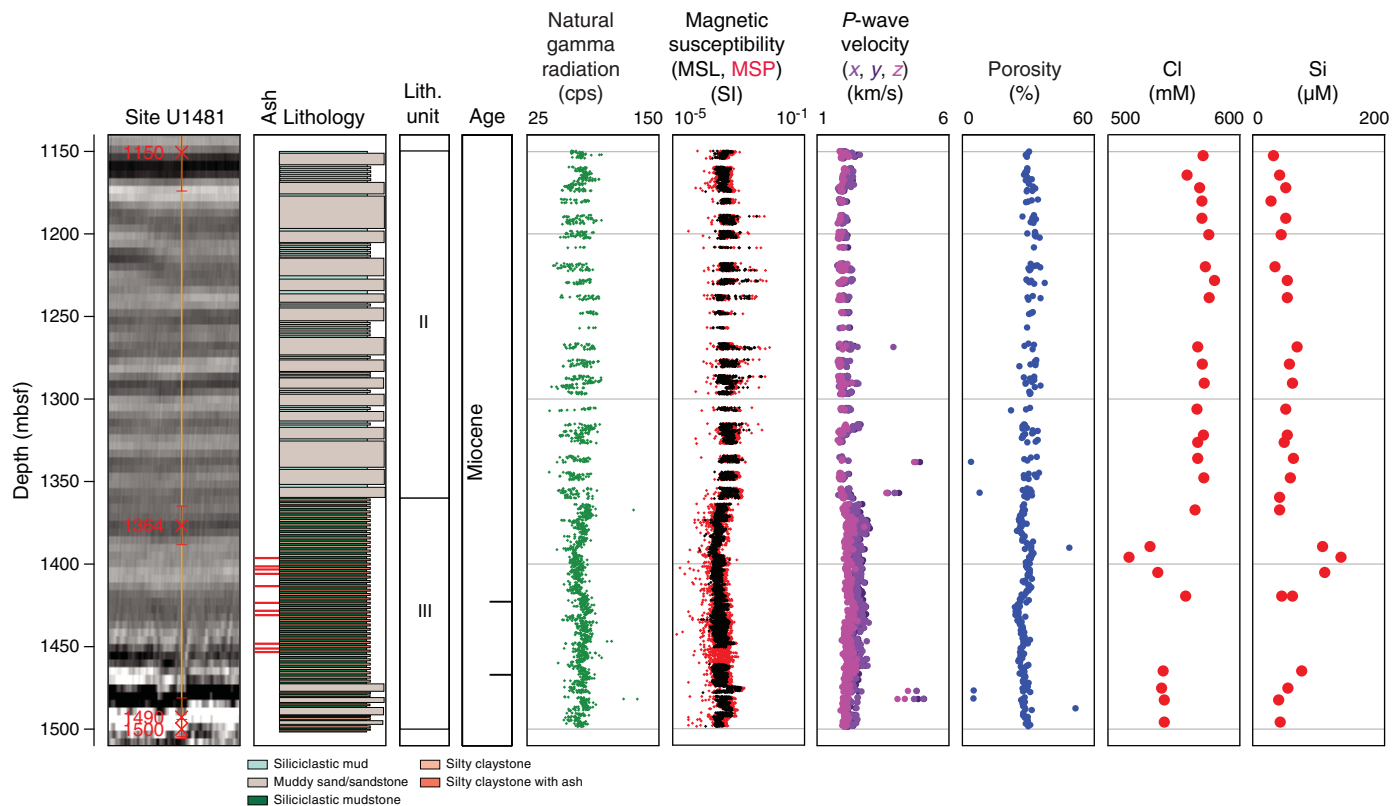 Natural
gamma
radiation
(cps)
Magnetic
susceptibility
(MSL, MSP)
(SI)
P-wave
velocity
(x, y, z)
(km/s)
Porosity
(%)
Cl
(mM)
Si
(µM)
Site U1481
Ash
Lithology
Lith.
unit
Age
25 150
10⁻⁵ 10⁻¹
1 6
0 60
500 600
0 200
Depth (mbsf)
1150
1200
1250
1300
1350
1400
1450
1500
1150
1364
1490
1500
II
III
Miocene
Siliciclastic mud
Muddy sand/sandstone
Siliciclastic mudstone
Silty claystone
Silty claystone with ash